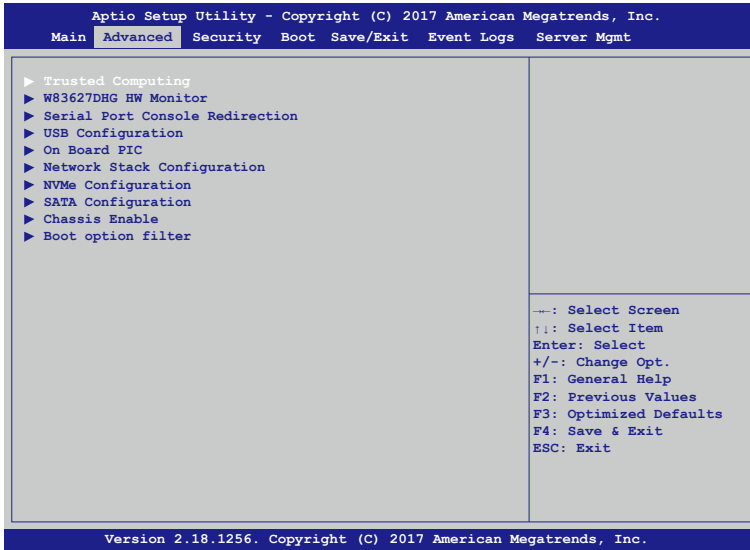 Aptio Setup Utility - Copyright (C) 2017 American Megatrends, Inc.
Main Advanced Security Boot Save/Exit Event Logs Server Mgmt
▶ Trusted Computing
▶ W83627DHG HW Monitor
▶ Serial Port Console Redirection
▶ USB Configuration
▶ On Board PIC
▶ Network Stack Configuration
▶ NVMe Configuration
▶ SATA Configuration
▶ Chassis Enable
▶ Boot option filter
→←: Select Screen
↑↓: Select Item
Enter: Select
+/-: Change Opt.
F1: General Help
F2: Previous Values
F3: Optimized Defaults
F4: Save & Exit
ESC: Exit
Version 2.18.1256. Copyright (C) 2017 American Megatrends, Inc.